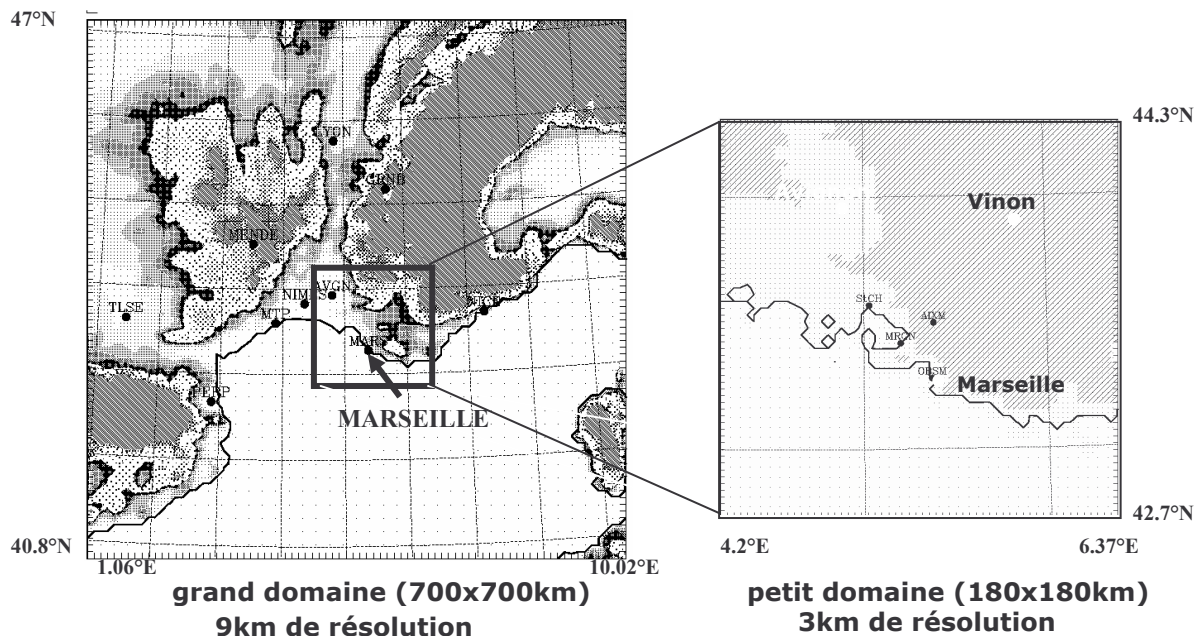 47°N
LYON
GRNB
MENDE
AVGN
NIMES
TLSE
MTP
NICE
MARS
PERP
MARSEILLE
40.8°N
1.06°E
10.02°E
grand domaine (700x700km)
9km de résolution
44.3°N
Vinon
StCH
AIXM
MRGN
OBSM
Marseille
42.7°N
4.2°E
6.37°E
petit domaine (180x180km)
3km de résolution